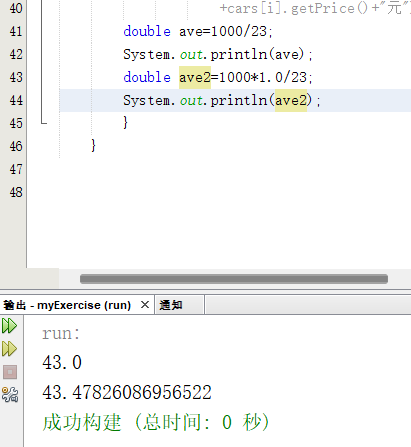 40 +cars[i].getPrice()+"元"
41 double ave=1000/23;
42 System.out.println(ave);
43 double ave2=1000*1.0/23;
44 System.out.println(ave2);
45 }
46 }
47
48
输出 - myExercise (run) × 通知
run:
43.0
43.47826086956522
成功构建 (总时间: 0 秒)